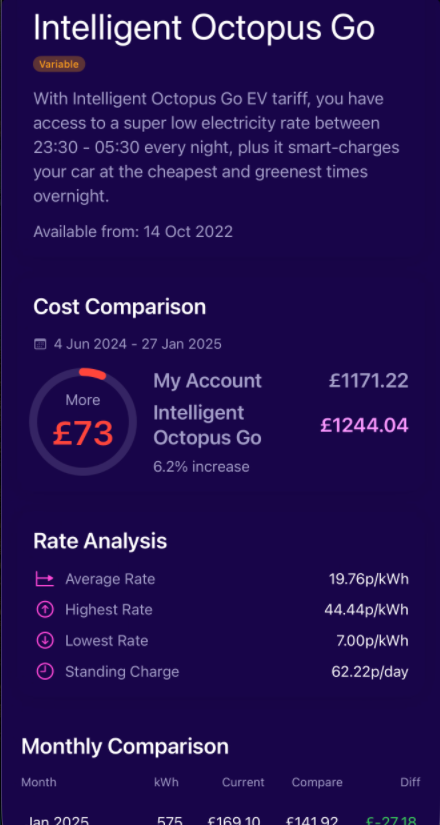 Intelligent Octopus Go
Variable
With Intelligent Octopus Go EV tariff, you have
access to a super low electricity rate between
23:30 - 05:30 every night, plus it smart-charges
your car at the cheapest and greenest times
overnight.
Available from: 14 Oct 2022
Cost Comparison
4 Jun 2024 - 27 Jan 2025
More
£73
My Account £1171.22
Intelligent
Octopus Go £1244.04
6.2% increase
Rate Analysis
Average Rate 19.76p/kWh
Highest Rate 44.44p/kWh
Lowest Rate 7.00p/kWh
Standing Charge 62.22p/day
Monthly Comparison
Month kWh Current Compare Diff
Jan 2025 575 £169.10 £141.92 £-27.18